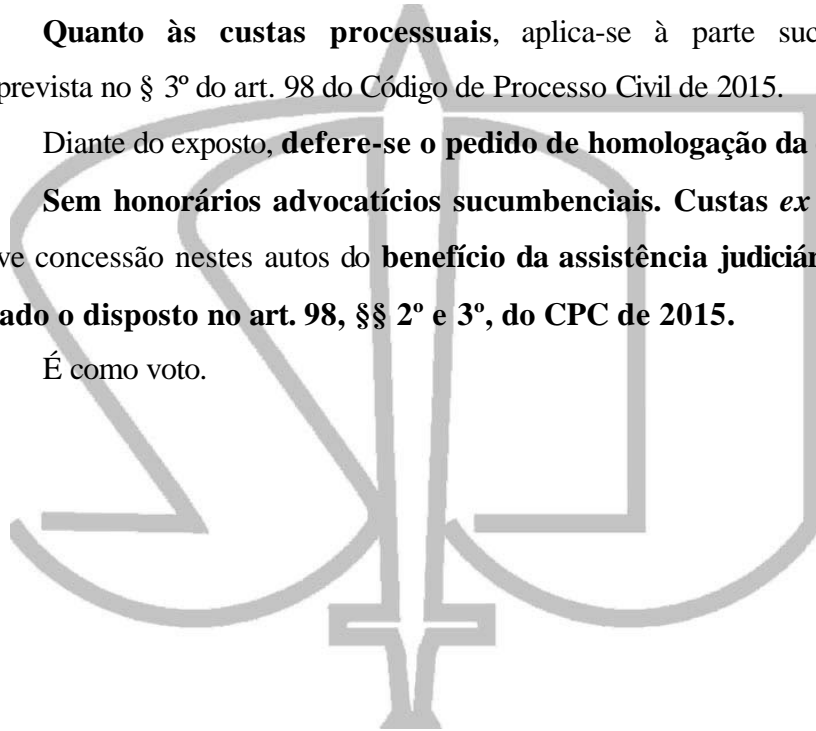 Quanto às custas processuais, aplica-se à parte suc
prevista no § 3º do art. 98 do Código de Processo Civil de 2015.
Diante do exposto, defere-se o pedido de homologação da
Sem honorários advocatícios sucumbenciais. Custas ex
ve concessão nestes autos do benefício da assistência judiciár
ado o disposto no art. 98, §§ 2º e 3º, do CPC de 2015.
É como voto.